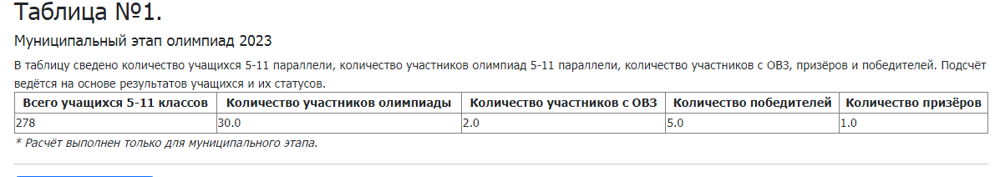 Таблица №1.
Муниципальный этап олимпиад 2023
В таблицу сведено количество учащихся 5-11 параллели, количество участников олимпиад 5-11 параллели, количество участников с ОВЗ, призёров и победителей. Подсчёт
ведётся на основе результатов учащихся и их статусов.
Всего учащихся 5-11 классов Количество участников олимпиады Количество участников с ОВЗ Количество победителей Количество призёров
278 30.0 2.0 5.0 1.0
* Расчёт выполнен только для муниципального этапа.